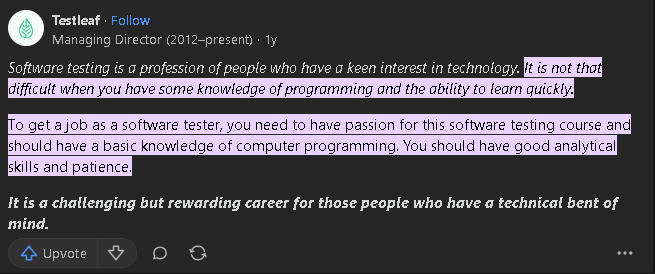 Testleaf · Follow
Managing Director (2012–present) · 1y
Software testing is a profession of people who have a keen interest in technology. It is not that
difficult when you have some knowledge of programming and the ability to learn quickly.
To get a job as a software tester, you need to have passion for this software testing course and
should have a basic knowledge of computer programming. You should have good analytical
skills and patience.
It is a challenging but rewarding career for those people who have a technical bent of
mind.
Upvote